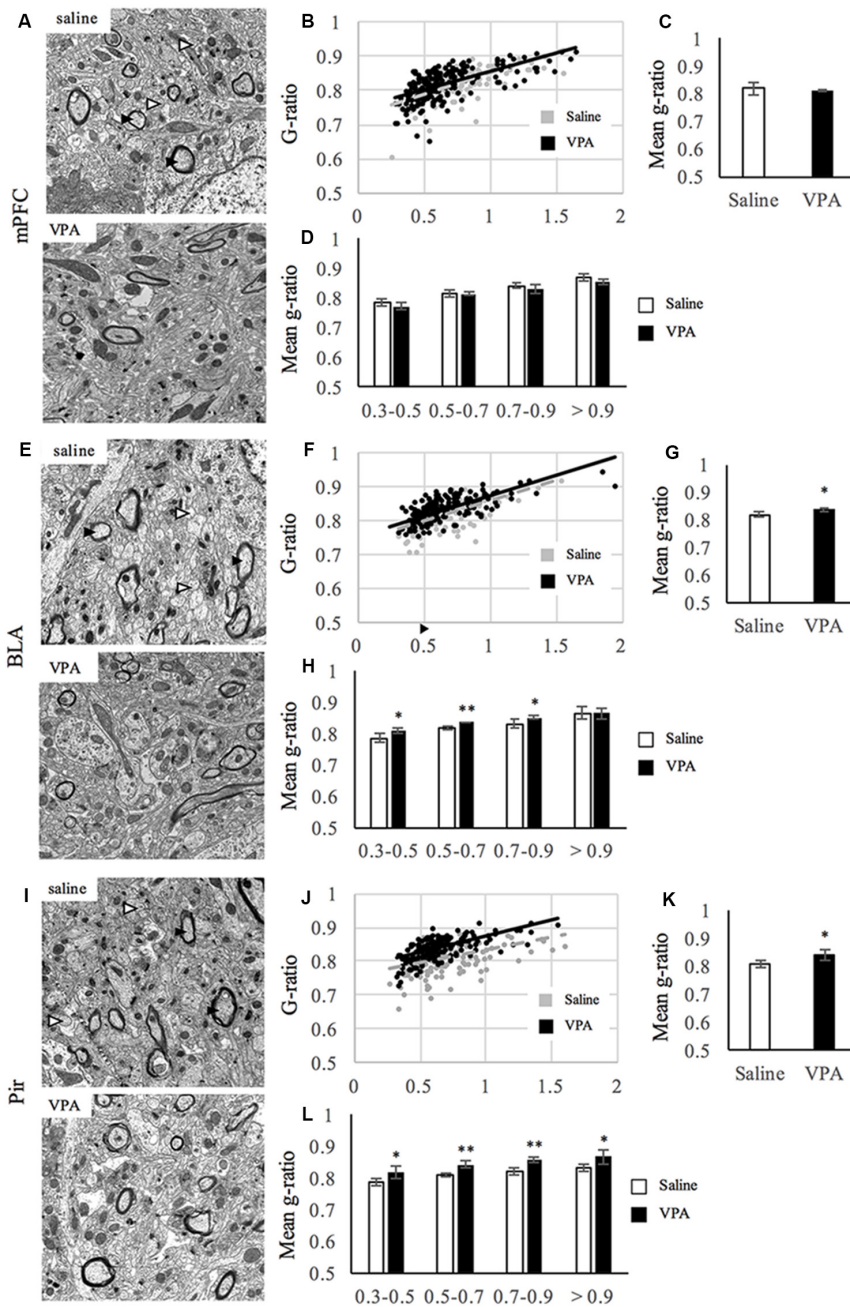 A
saline
mPFC
VPA
B
G-ratio
1
0.9
0.8
0.7
0.6
0.5
0 0.5 1 1.5 2
Saline
VPA
C
Mean g-ratio
1
0.9
0.8
0.7
0.6
0.5
Saline VPA
D
Mean g-ratio
1
0.9
0.8
0.7
0.6
0.5
0.3-0.5 0.5-0.7 0.7-0.9 > 0.9
Saline
VPA
E
saline
BLA
VPA
F
G-ratio
1
0.9
0.8
0.7
0.6
0.5
0 0.5 1 1.5 2
Saline
VPA
G
Mean g-ratio
1
0.9
0.8
0.7
0.6
0.5
*
Saline VPA
H
Mean g-ratio
1
0.9
0.8
0.7
0.6
0.5
* ** *
0.3-0.5 0.5-0.7 0.7-0.9 > 0.9
Saline
VPA
I
saline
Pir
VPA
J
G-ratio
1
0.9
0.8
0.7
0.6
0.5
0 0.5 1 1.5 2
Saline
VPA
K
Mean g-ratio
1
0.9
0.8
0.7
0.6
0.5
*
Saline VPA
L
Mean g-ratio
1
0.9
0.8
0.7
0.6
0.5
* ** ** *
0.3-0.5 0.5-0.7 0.7-0.9 > 0.9
Saline
VPA